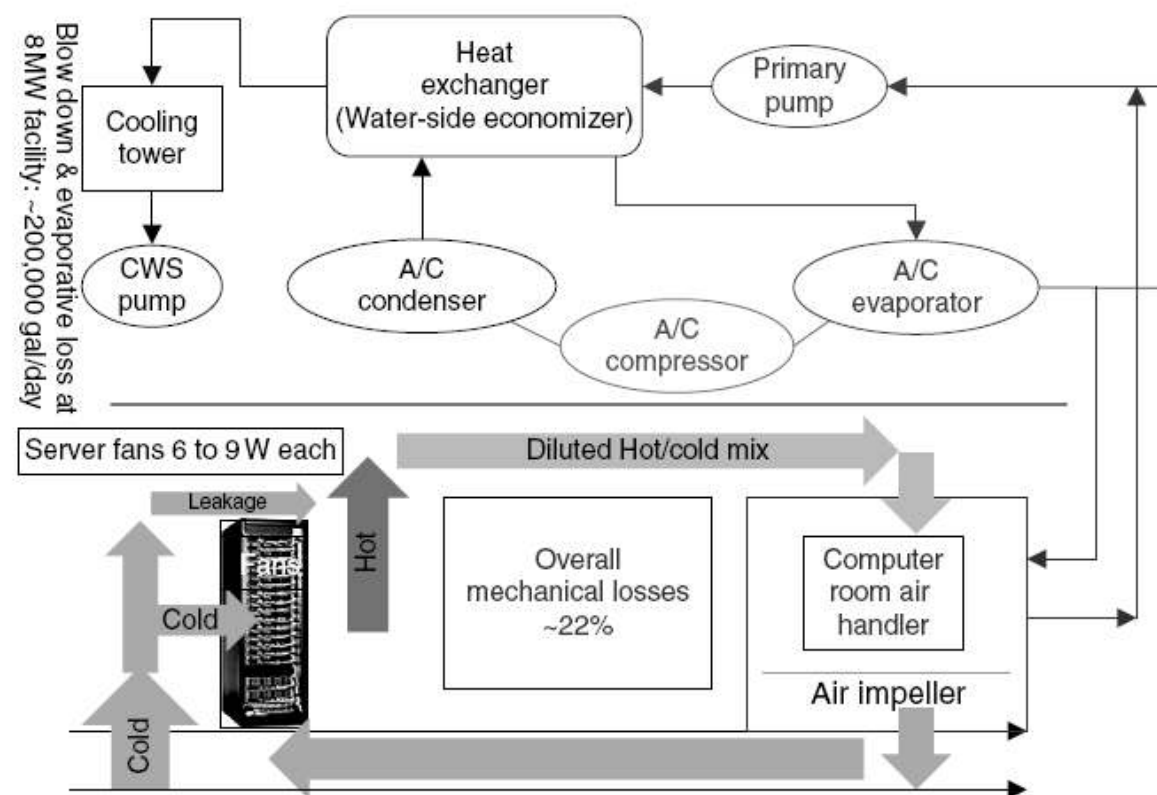 Blow down & evaporative loss at
8 MW facility: ~200,000 gal/day
Heat
exchanger
(Water-side economizer)
Primary
pump
Cooling
tower
CWS
pump
A/C
condenser
A/C
evaporator
A/C
compressor
Server fans 6 to 9 W each
Diluted Hot/cold mix
Leakage
Hot
Fans
Cold
Cold
Overall
mechanical losses
~22%
Computer
room air
handler
Air impeller